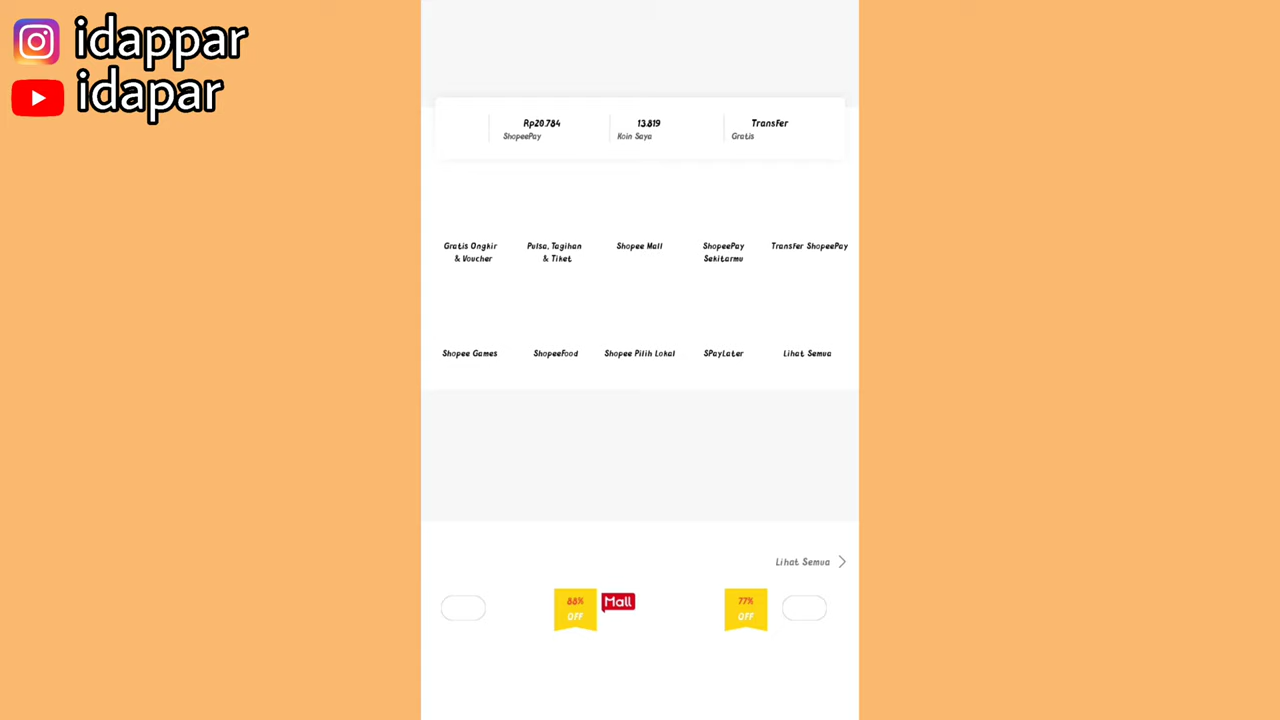 idappar
idapar
Rp20.784
13.819
Transfer
ShopeePay
Koin Saya
Gratis
Gratis Ongkir
& Voucher
Pulsa, Tagihan
& Tiket
Shopee Mall
ShopeePay
Sekitarmu
Transfer ShopeePay
Shopee Games
ShopeeFood
Shopee Pilih Lokal
SPayLater
Lihat Semua
Lihat Semua
88%
OFF
Mall
77%
OFF